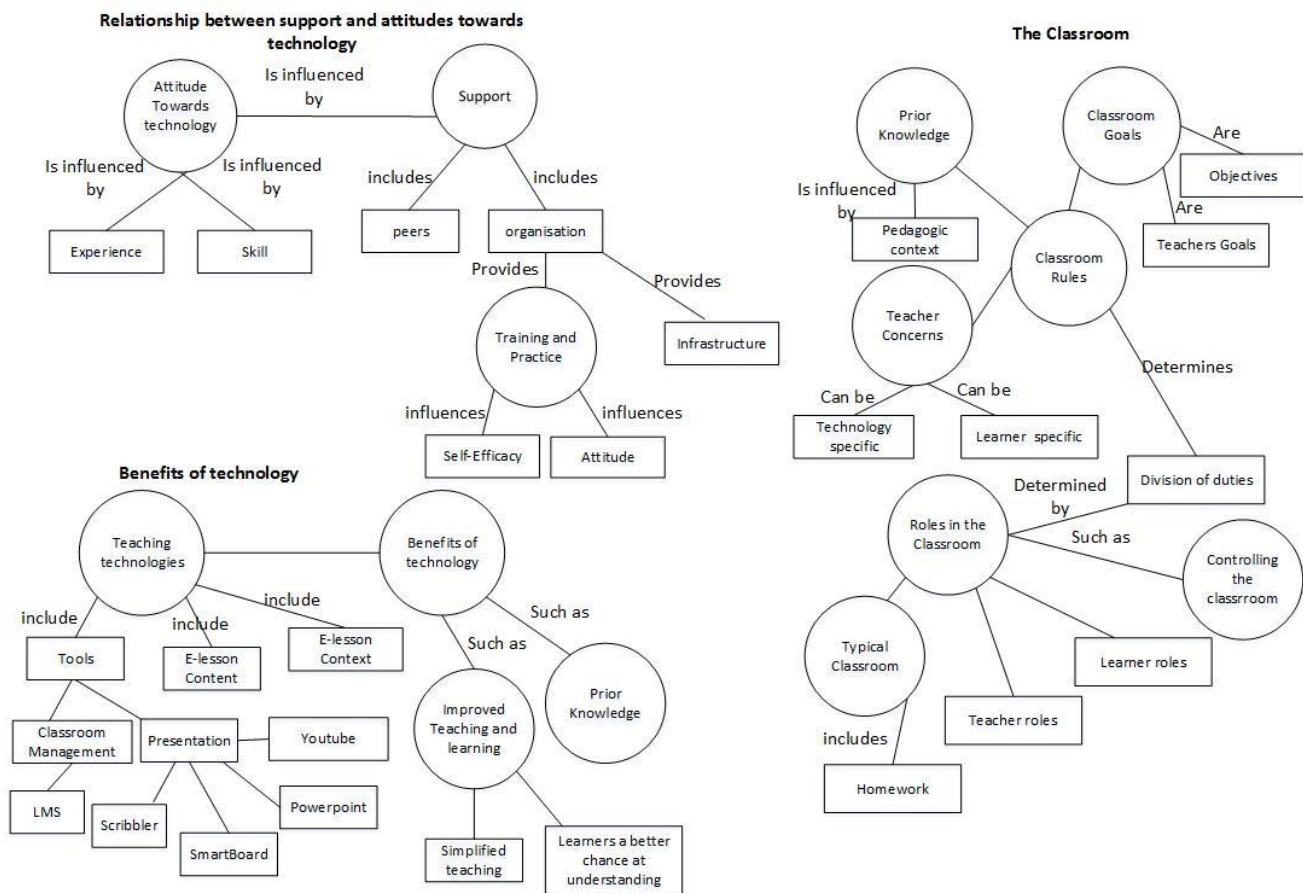 Relationship between support and attitudes towards
technology
Attitude
Towards
technology
Is influenced
by
Support
Is influenced
by
Is influenced
by
Experience
Skill
includes
includes
peers
organisation
Provides
Provides
Training and
Practice
Infrastructure
influences
influences
Self-Efficacy
Attitude
Benefits of technology
Teaching
technologies
Benefits of
technology
include
include
include
Tools
E-lesson
Content
E-lesson
Context
Such as
Such as
Classroom
Management
Presentation
Youtube
LMS
Scribbler
SmartBoard
Powerpoint
Improved
Teaching and
learning
Prior
Knowledge
Simplified
teaching
Learners a better
chance at
understanding
The Classroom
Prior
Knowledge
Classroom
Goals
Are
Objectives
Are
Teachers Goals
Is influenced
by
Pedagogic
context
Classroom
Rules
Teacher
Concerns
Can be
Can be
Technology
specific
Learner specific
Determines
Division of duties
Determined
by
Roles in the
Classroom
Such as
Controlling
the
classrroom
Typical
Classroom
Learner roles
Teacher roles
includes
Homework